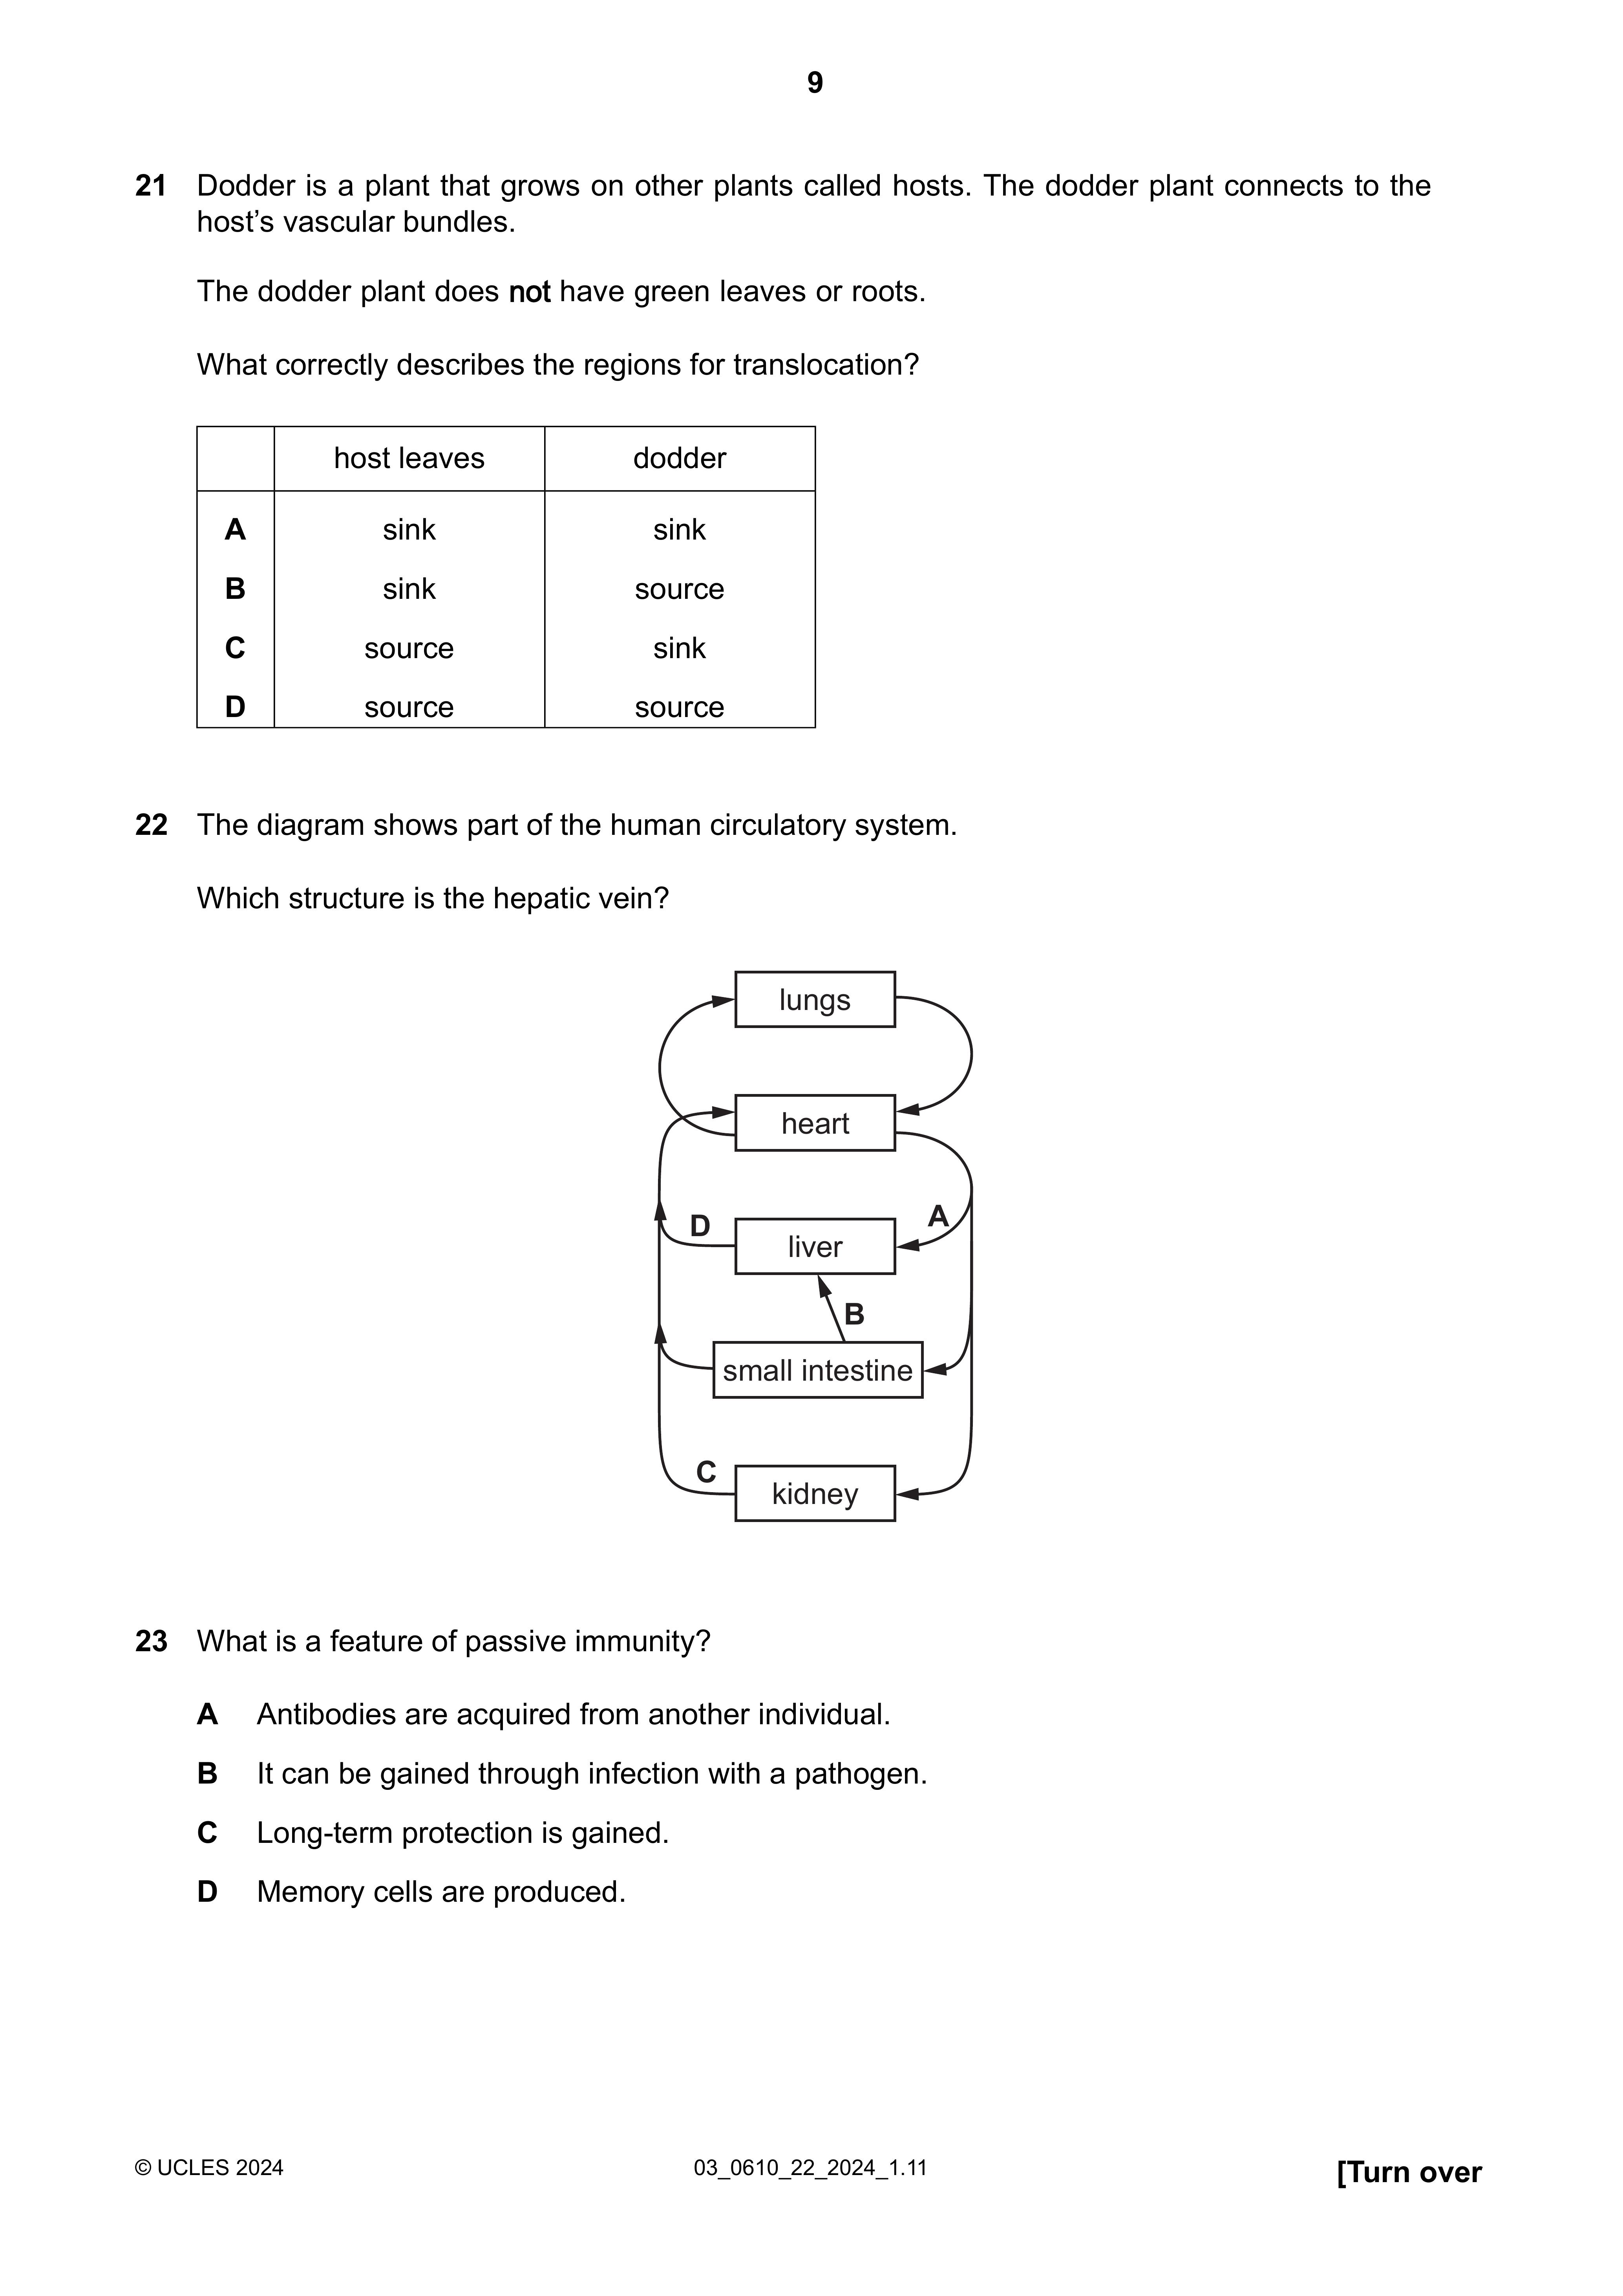 9
21 Dodder is a plant that grows on other plants called hosts. The dodder plant connects to the
host’s vascular bundles.
The dodder plant does not have green leaves or roots.
What correctly describes the regions for translocation?
host leaves dodder
A sink sink
B sink source
C source sink
D source source
22 The diagram shows part of the human circulatory system.
Which structure is the hepatic vein?
lungs
heart
D liver A
B
small intestine
C kidney
23 What is a feature of passive immunity?
A Antibodies are acquired from another individual.
B It can be gained through infection with a pathogen.
C Long-term protection is gained.
D Memory cells are produced.
© UCLES 2024 03_0610_22_2024_1.11 [Turn over